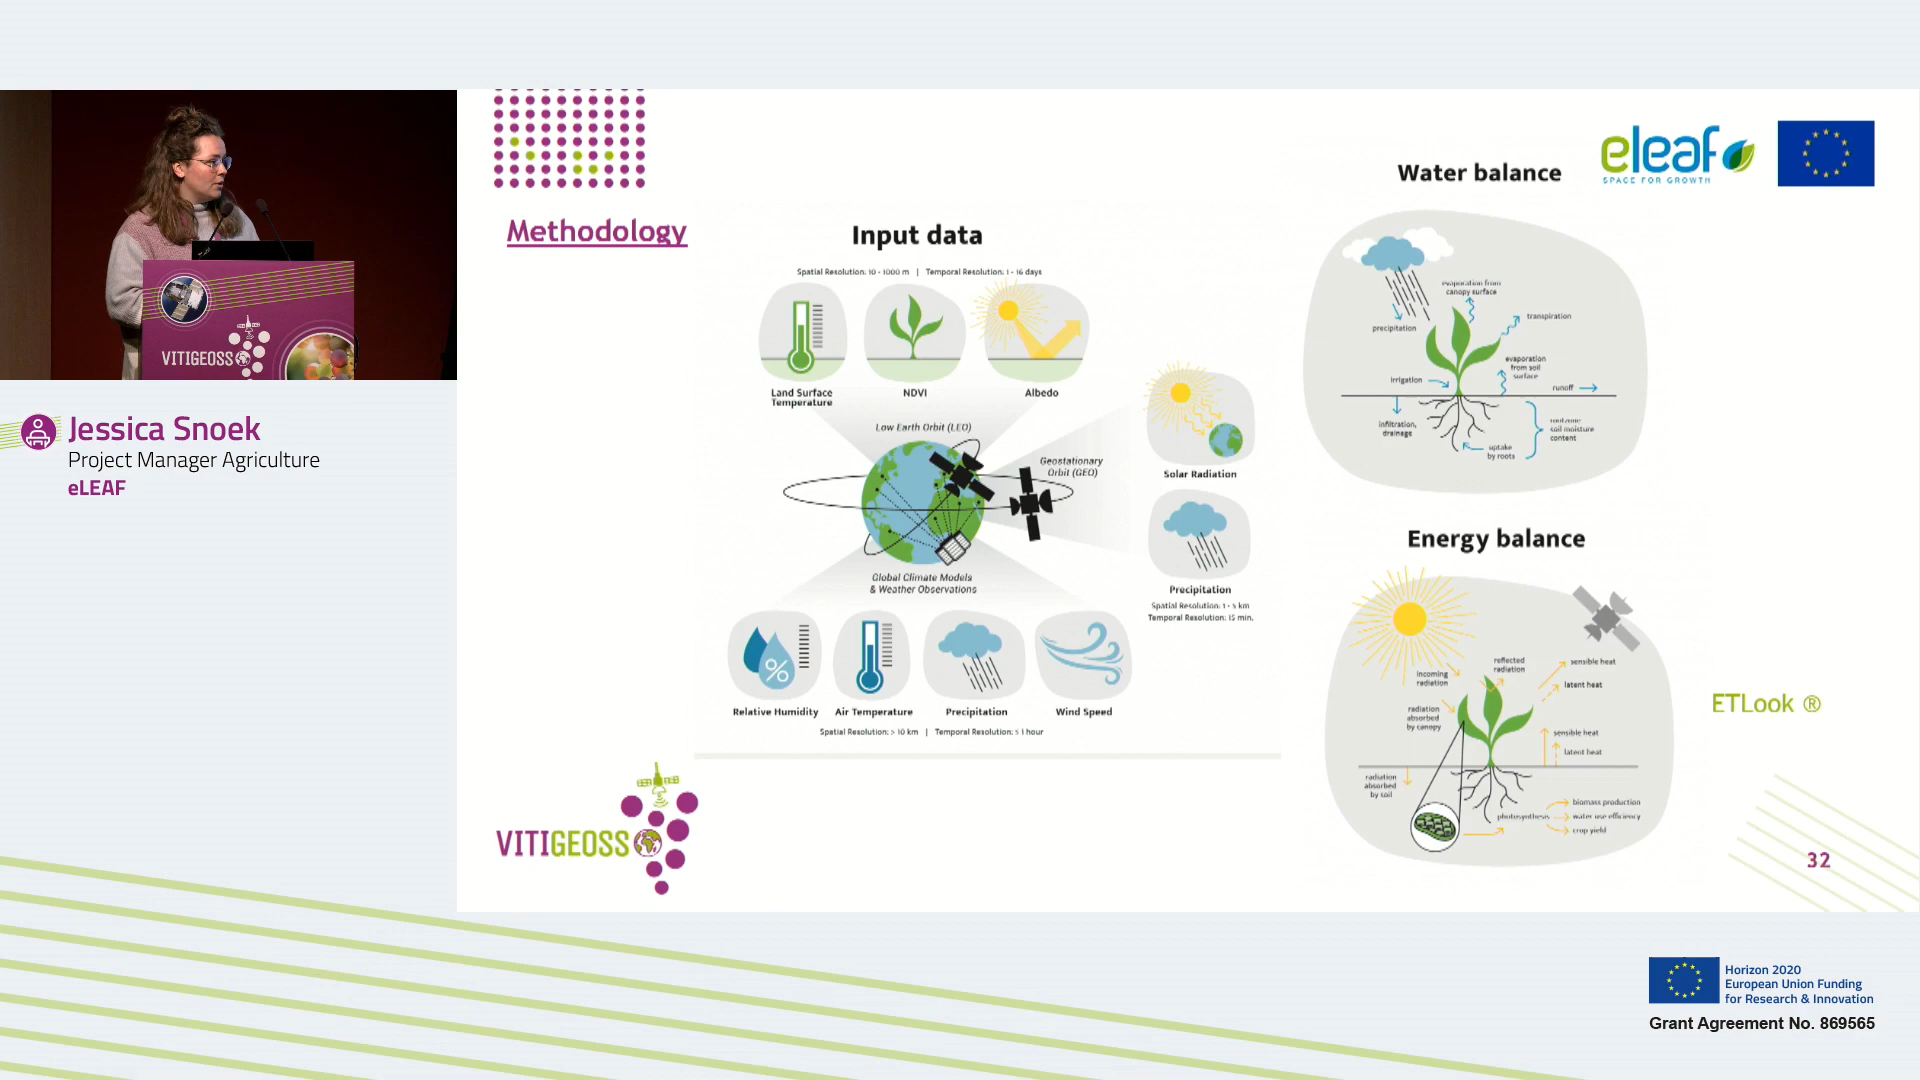 VITIGEOSS
Jessica Snoek
Project Manager Agriculture
eLEAF
Methodology
Input data
Spatial Resolution: 10 - 1000 m | Temporal Resolution: 1 - 16 days
Land Surface
Temperature
NDVI
Albedo
Low Earth Orbit (LEO)
Geostationary
Orbit (GEO)
Solar Radiation
Precipitation
Spatial Resolution: 1 - 5 km
Temporal Resolution: 15 min.
Global Climate Models
& Weather Observations
%
Relative Humidity
Air Temperature
Precipitation
Wind Speed
Spatial Resolution: > 10 km | Temporal Resolution: ≤ 1 hour
VITIGEOSS
Water balance
eleaf
SPACE FOR GROWTH
evaporation from
canopy surface
precipitation
transpiration
evaporation
from soil
surface
irrigation
runoff
infiltration,
drainage
rootzone
soil moisture
content
uptake
by roots
Energy balance
reflected
radiation
sensible heat
incoming
radiation
latent heat
radiation
absorbed
by canopy
sensible heat
latent heat
radiation
absorbed
by soil
photosynthesis
biomass production
water use efficiency
crop yield
ETLook ®
32
Horizon 2020
European Union Funding
for Research & Innovation
Grant Agreement No. 869565